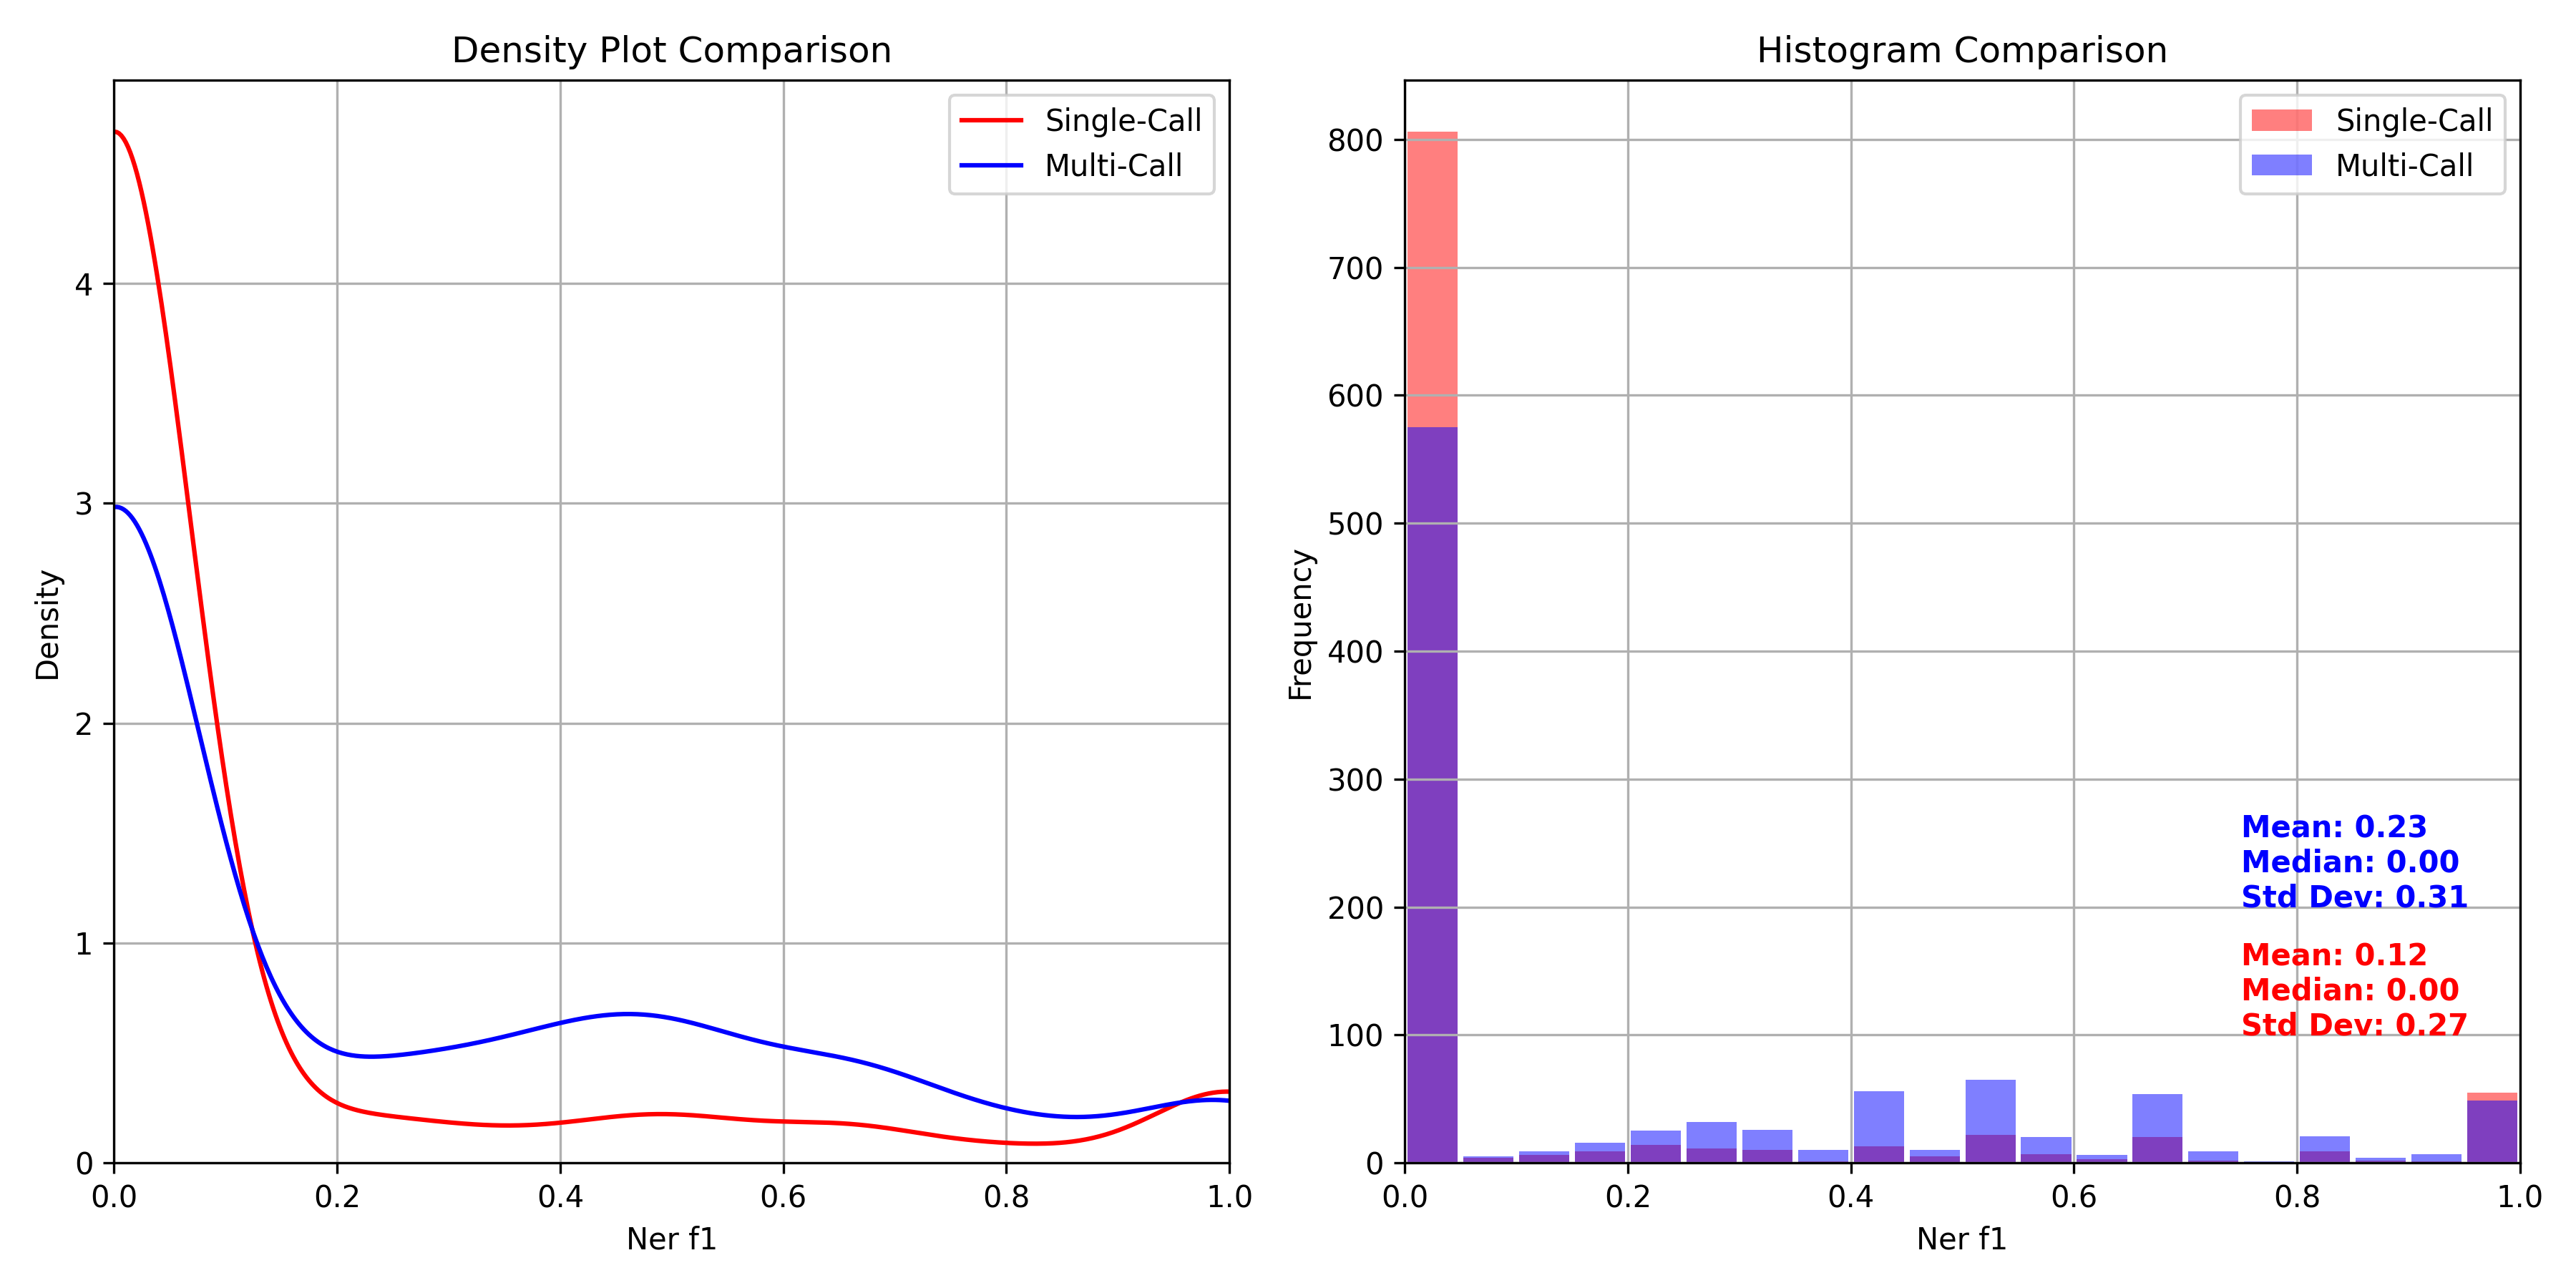 Density Plot Comparison
Single-Call
Multi-Call
4
3
2
1
0
Density
0.0 0.2 0.4 0.6 0.8 1.0
Ner f1
Histogram Comparison
Single-Call
Multi-Call
800
700
600
500
400
300
200
100
0
Frequency
Mean: 0.23
Median: 0.00
Std Dev: 0.31
Mean: 0.12
Median: 0.00
Std Dev: 0.27
0.0 0.2 0.4 0.6 0.8 1.0
Ner f1